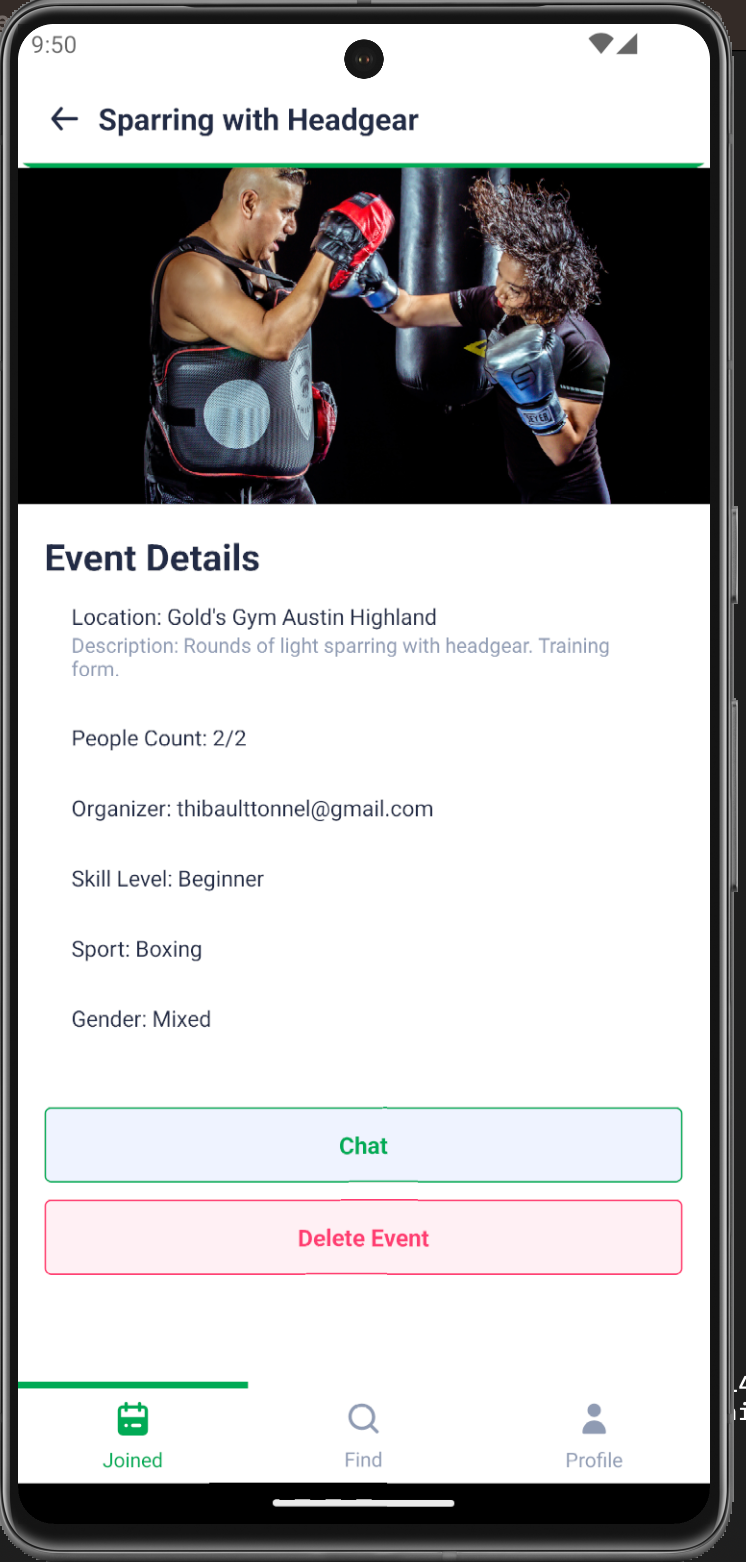 9:50
Sparring with Headgear
Event Details
Location: Gold's Gym Austin Highland
Description: Rounds of light sparring with headgear. Training
form.
People Count: 2/2
Organizer: thibaulttonnel@gmail.com
Skill Level: Beginner
Sport: Boxing
Gender: Mixed
Chat
Delete Event
Joined
Find
Profile